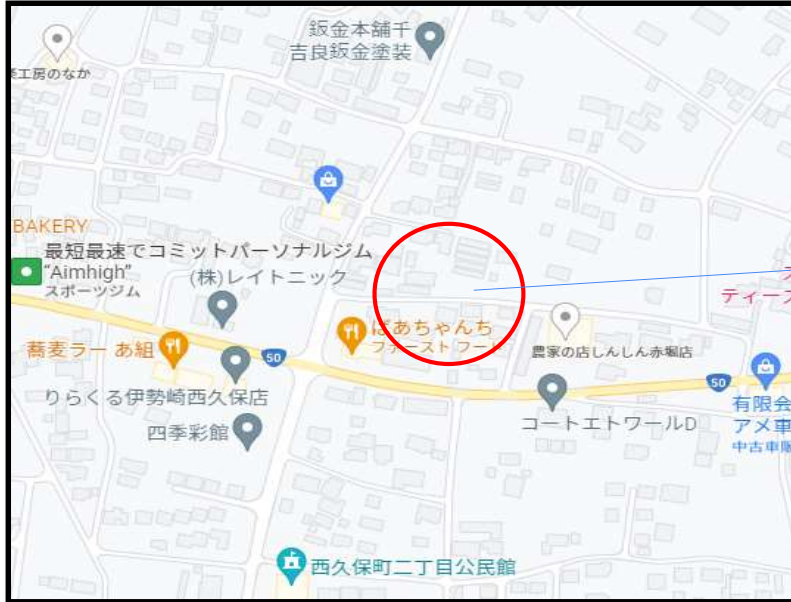 鈑金本舗千
吉良鈑金塗装
工房のなか
BAKERY
最短最速でコミットパーソナルジム
"Aimhigh"
スポーツジム
(株)レイトニック
ティーズ
ばあちゃんち
ファースト フード
農家の店しんしん赤堀店
蕎麦ラー あ組
50
50
りらくる伊勢崎西久保店
コートエトワールD
有限会
アメ車
中古車販
四季彩館
西久保町二丁目公民館